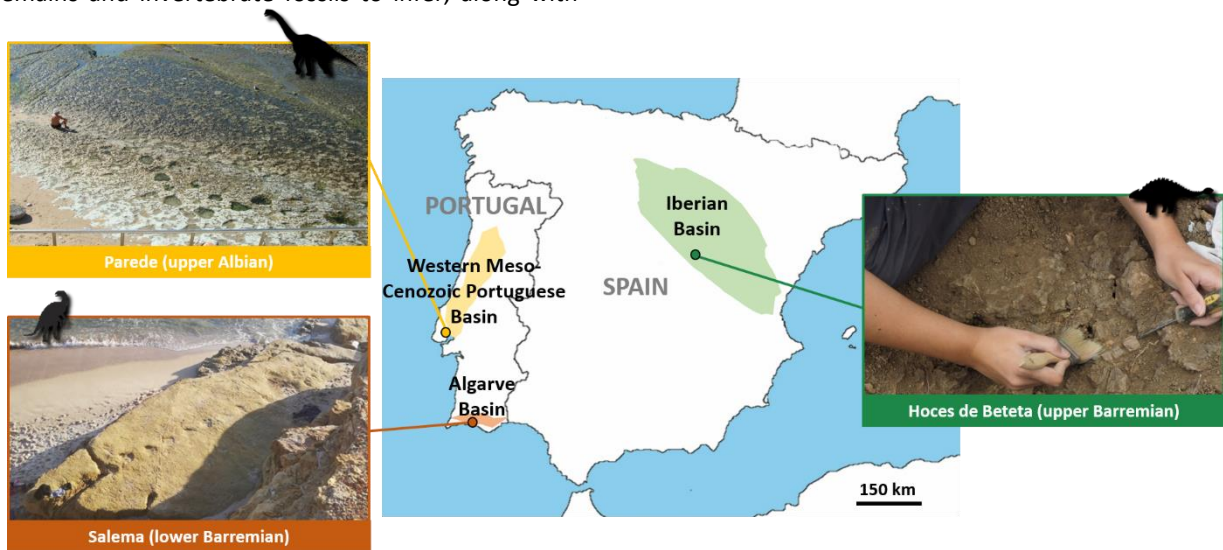 emains and invertebrate fossils to infer, along with
Parede (upper Albian)
PORTUGAL
Western Meso-
Cenozoic Portuguese
Basin
Algarve
Basin
SPAIN
Iberian
Basin
150 km
Hoces de Beteta (upper Barremian)
Salema (lower Barremian)